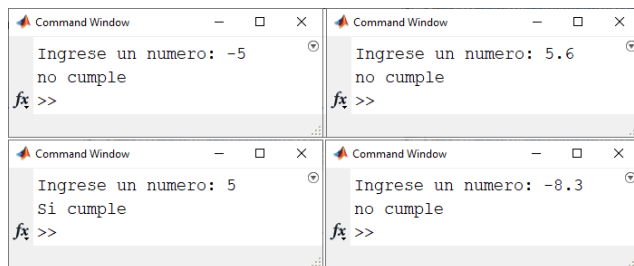 Command Window
Ingrese un numero: -5
no cumple
fx >>
Command Window
Ingrese un numero: 5.6
no cumple
fx >>
Command Window
Ingrese un numero: 5
Si cumple
fx >>
Command Window
Ingrese un numero: -8.3
no cumple
fx >>